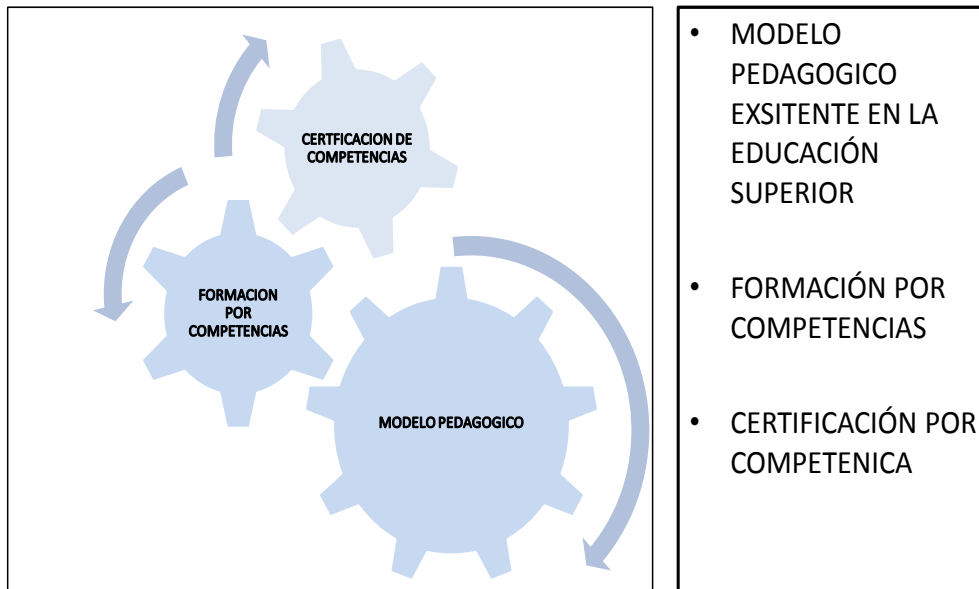 CERTFICACION DE
COMPETENCIAS
FORMACION
POR
COMPETENCIAS
MODELO PEDAGOGICO
• MODELO
PEDAGOGICO
EXSITENTE EN LA
EDUCACIÓN
SUPERIOR
• FORMACIÓN POR
COMPETENCIAS
• CERTIFICACIÓN POR
COMPETENICA